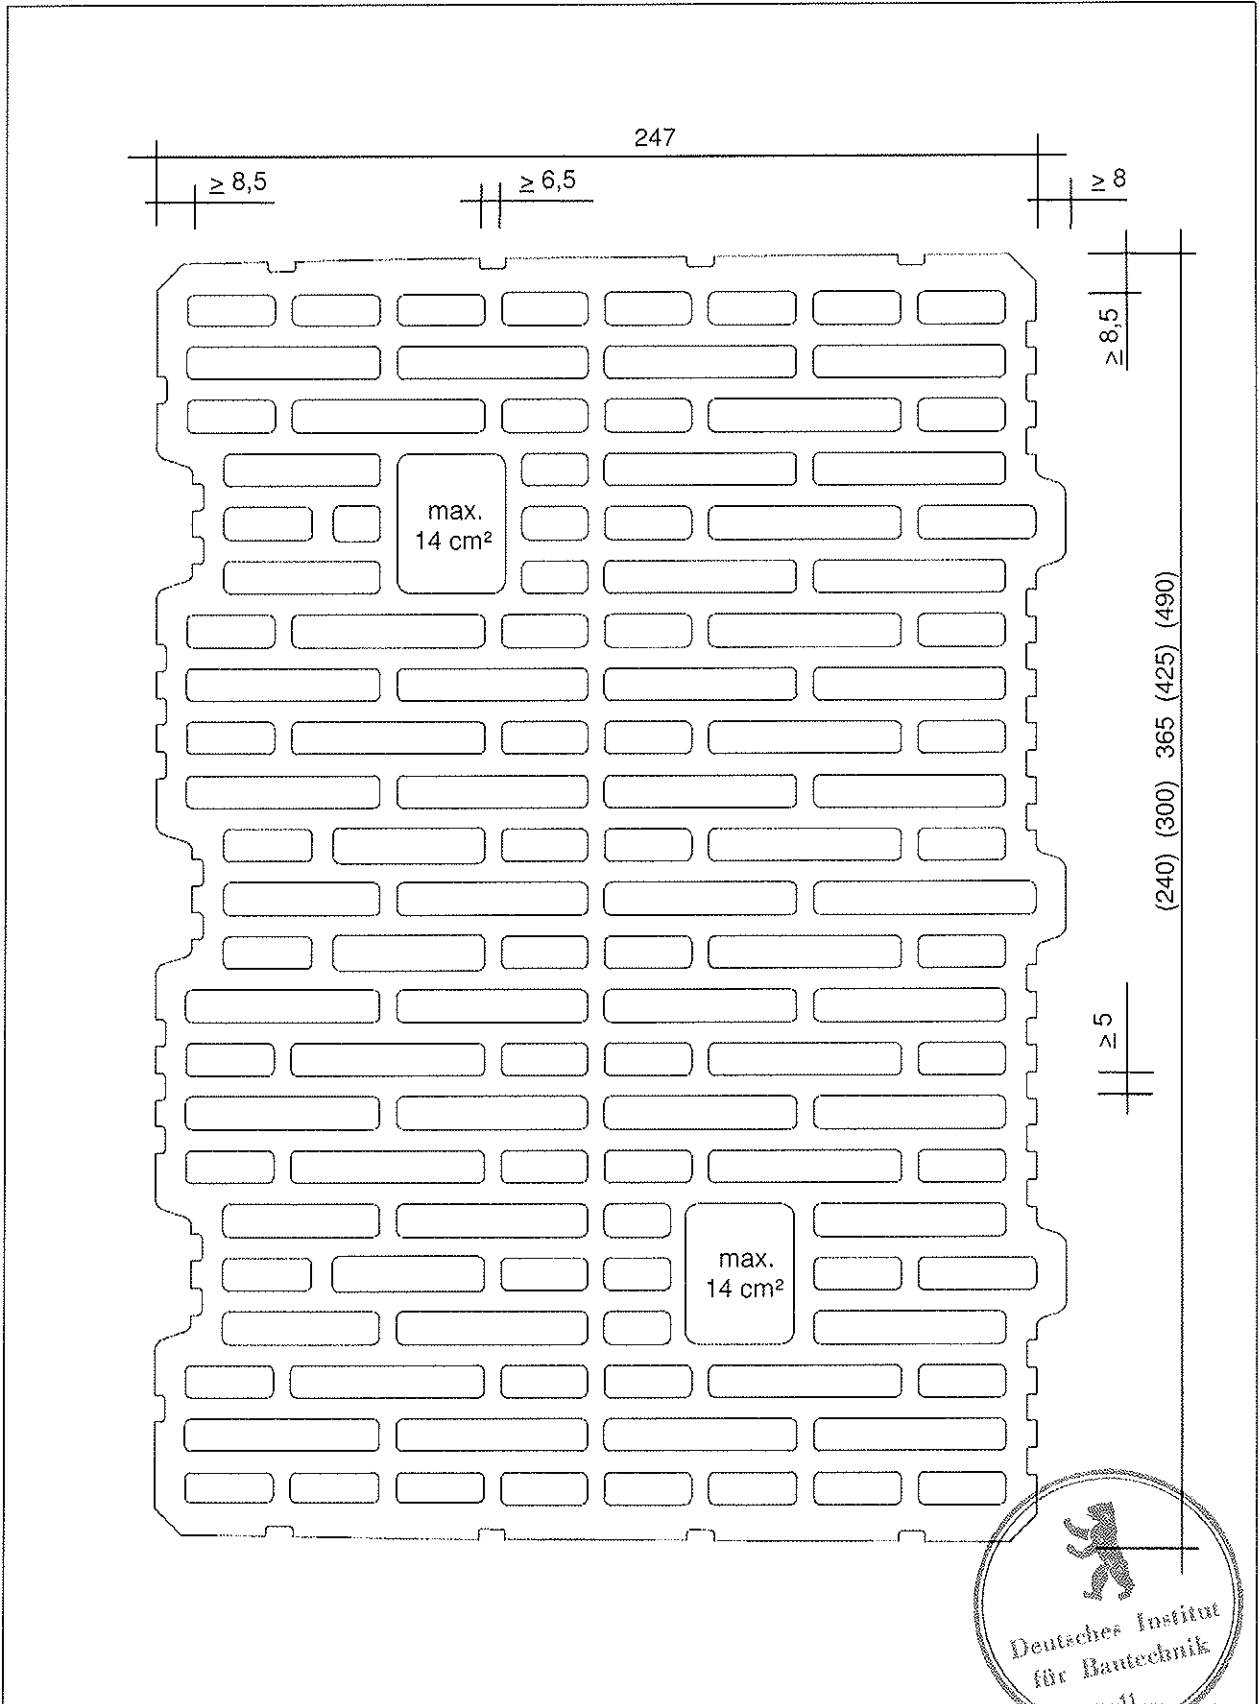 247
≥ 8,5
≥ 6,5
≥ 8
≥ 8,5
max.
14 cm²
(240) (300) 365 (425) (490)
≥ 5
max.
14 cm²
Deutsches Institut
für Bautechnik